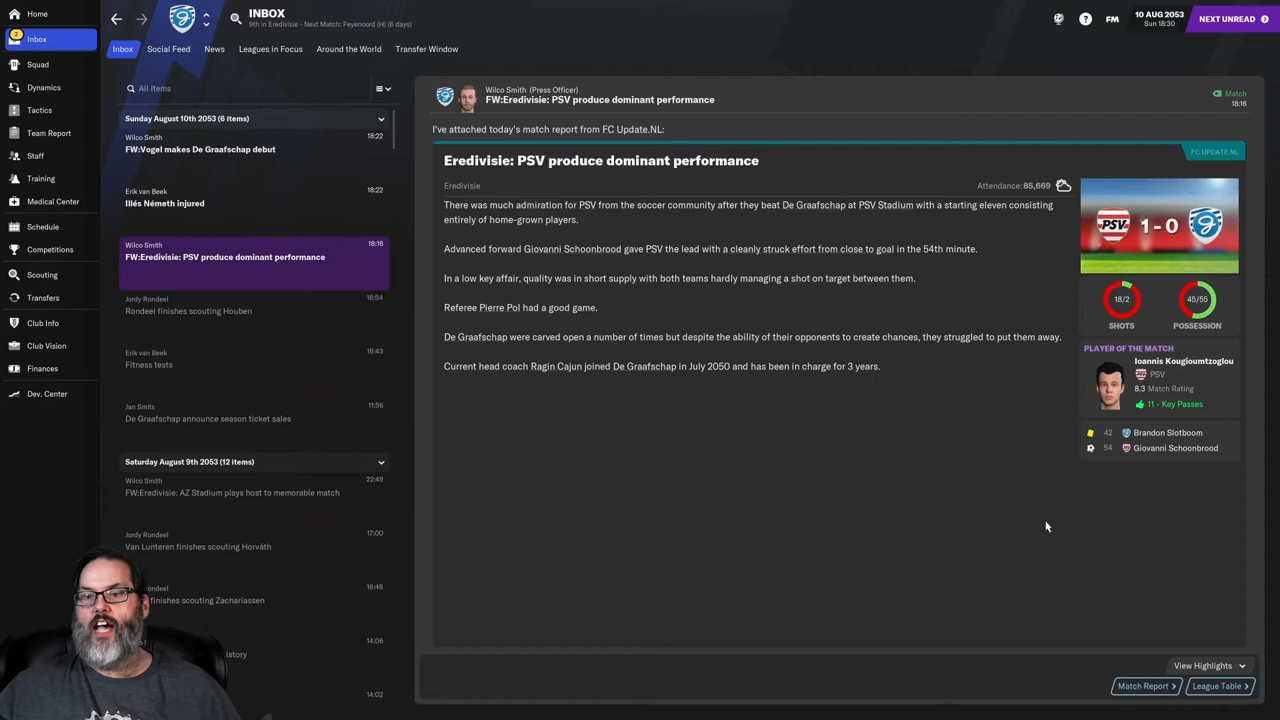 Home
Inbox
2
Squad
Dynamics
Tactics
Team Report
Staff
Training
Medical Center
Schedule
Competitions
Scouting
Transfers
Club Info
Club Vision
Finances
Dev. Center
INBOX
9th in Eredivisie - Next Match: Feyenoord (H) (6 days)
FM
10 AUG 2053
Sun 18:30
NEXT UNREAD
Inbox
Social Feed
News
Leagues in Focus
Around the World
Transfer Window
All Items
Sunday August 10th 2053 (6 items)
Wilco Smith 18:22
FW:Vogel makes De Graafschap debut
Erik van Beek 18:22
Illés Németh injured
Wilco Smith 18:16
FW:Eredivisie: PSV produce dominant performance
Jordy Rondeel 16:54
Rondeel finishes scouting Houben
Erik van Beek 16:43
Fitness tests
Jan Smits 11:56
De Graafschap announce season ticket sales
Saturday August 9th 2053 (12 items)
Wilco Smith 22:49
FW:Eredivisie: AZ Stadium plays host to memorable match
Jordy Rondeel 17:00
Van Lunteren finishes scouting Horváth
Rondeel 16:48
finishes scouting Zachariassen
14:06
istory
14:02
Wilco Smith (Press Officer)
FW:Eredivisie: PSV produce dominant performance
Match
18:16
I've attached today's match report from FC Update.NL:
Eredivisie: PSV produce dominant performance
FC UPDATE.NL
Eredivisie
Attendance: 85,669
There was much admiration for PSV from the soccer community after they beat De Graafschap at PSV Stadium with a starting eleven consisting
entirely of home-grown players.
Advanced forward Giovanni Schoonbrood gave PSV the lead with a cleanly struck effort from close to goal in the 54th minute.
In a low key affair, quality was in short supply with both teams hardly managing a shot on target between them.
Referee Pierre Pol had a good game.
De Graafschap were carved open a number of times but despite the ability of their opponents to create chances, they struggled to put them away.
Current head coach Ragin Cajun joined De Graafschap in July 2050 and has been in charge for 3 years.
PSV
1 - 0
18/2
SHOTS
45/55
POSSESSION
PLAYER OF THE MATCH
Ioannis Kougioumtzoglou
PSV
8.3 Match Rating
11 - Key Passes
42 Brandon Slotboom
54 Giovanni Schoonbrood
View Highlights
Match Report
League Table